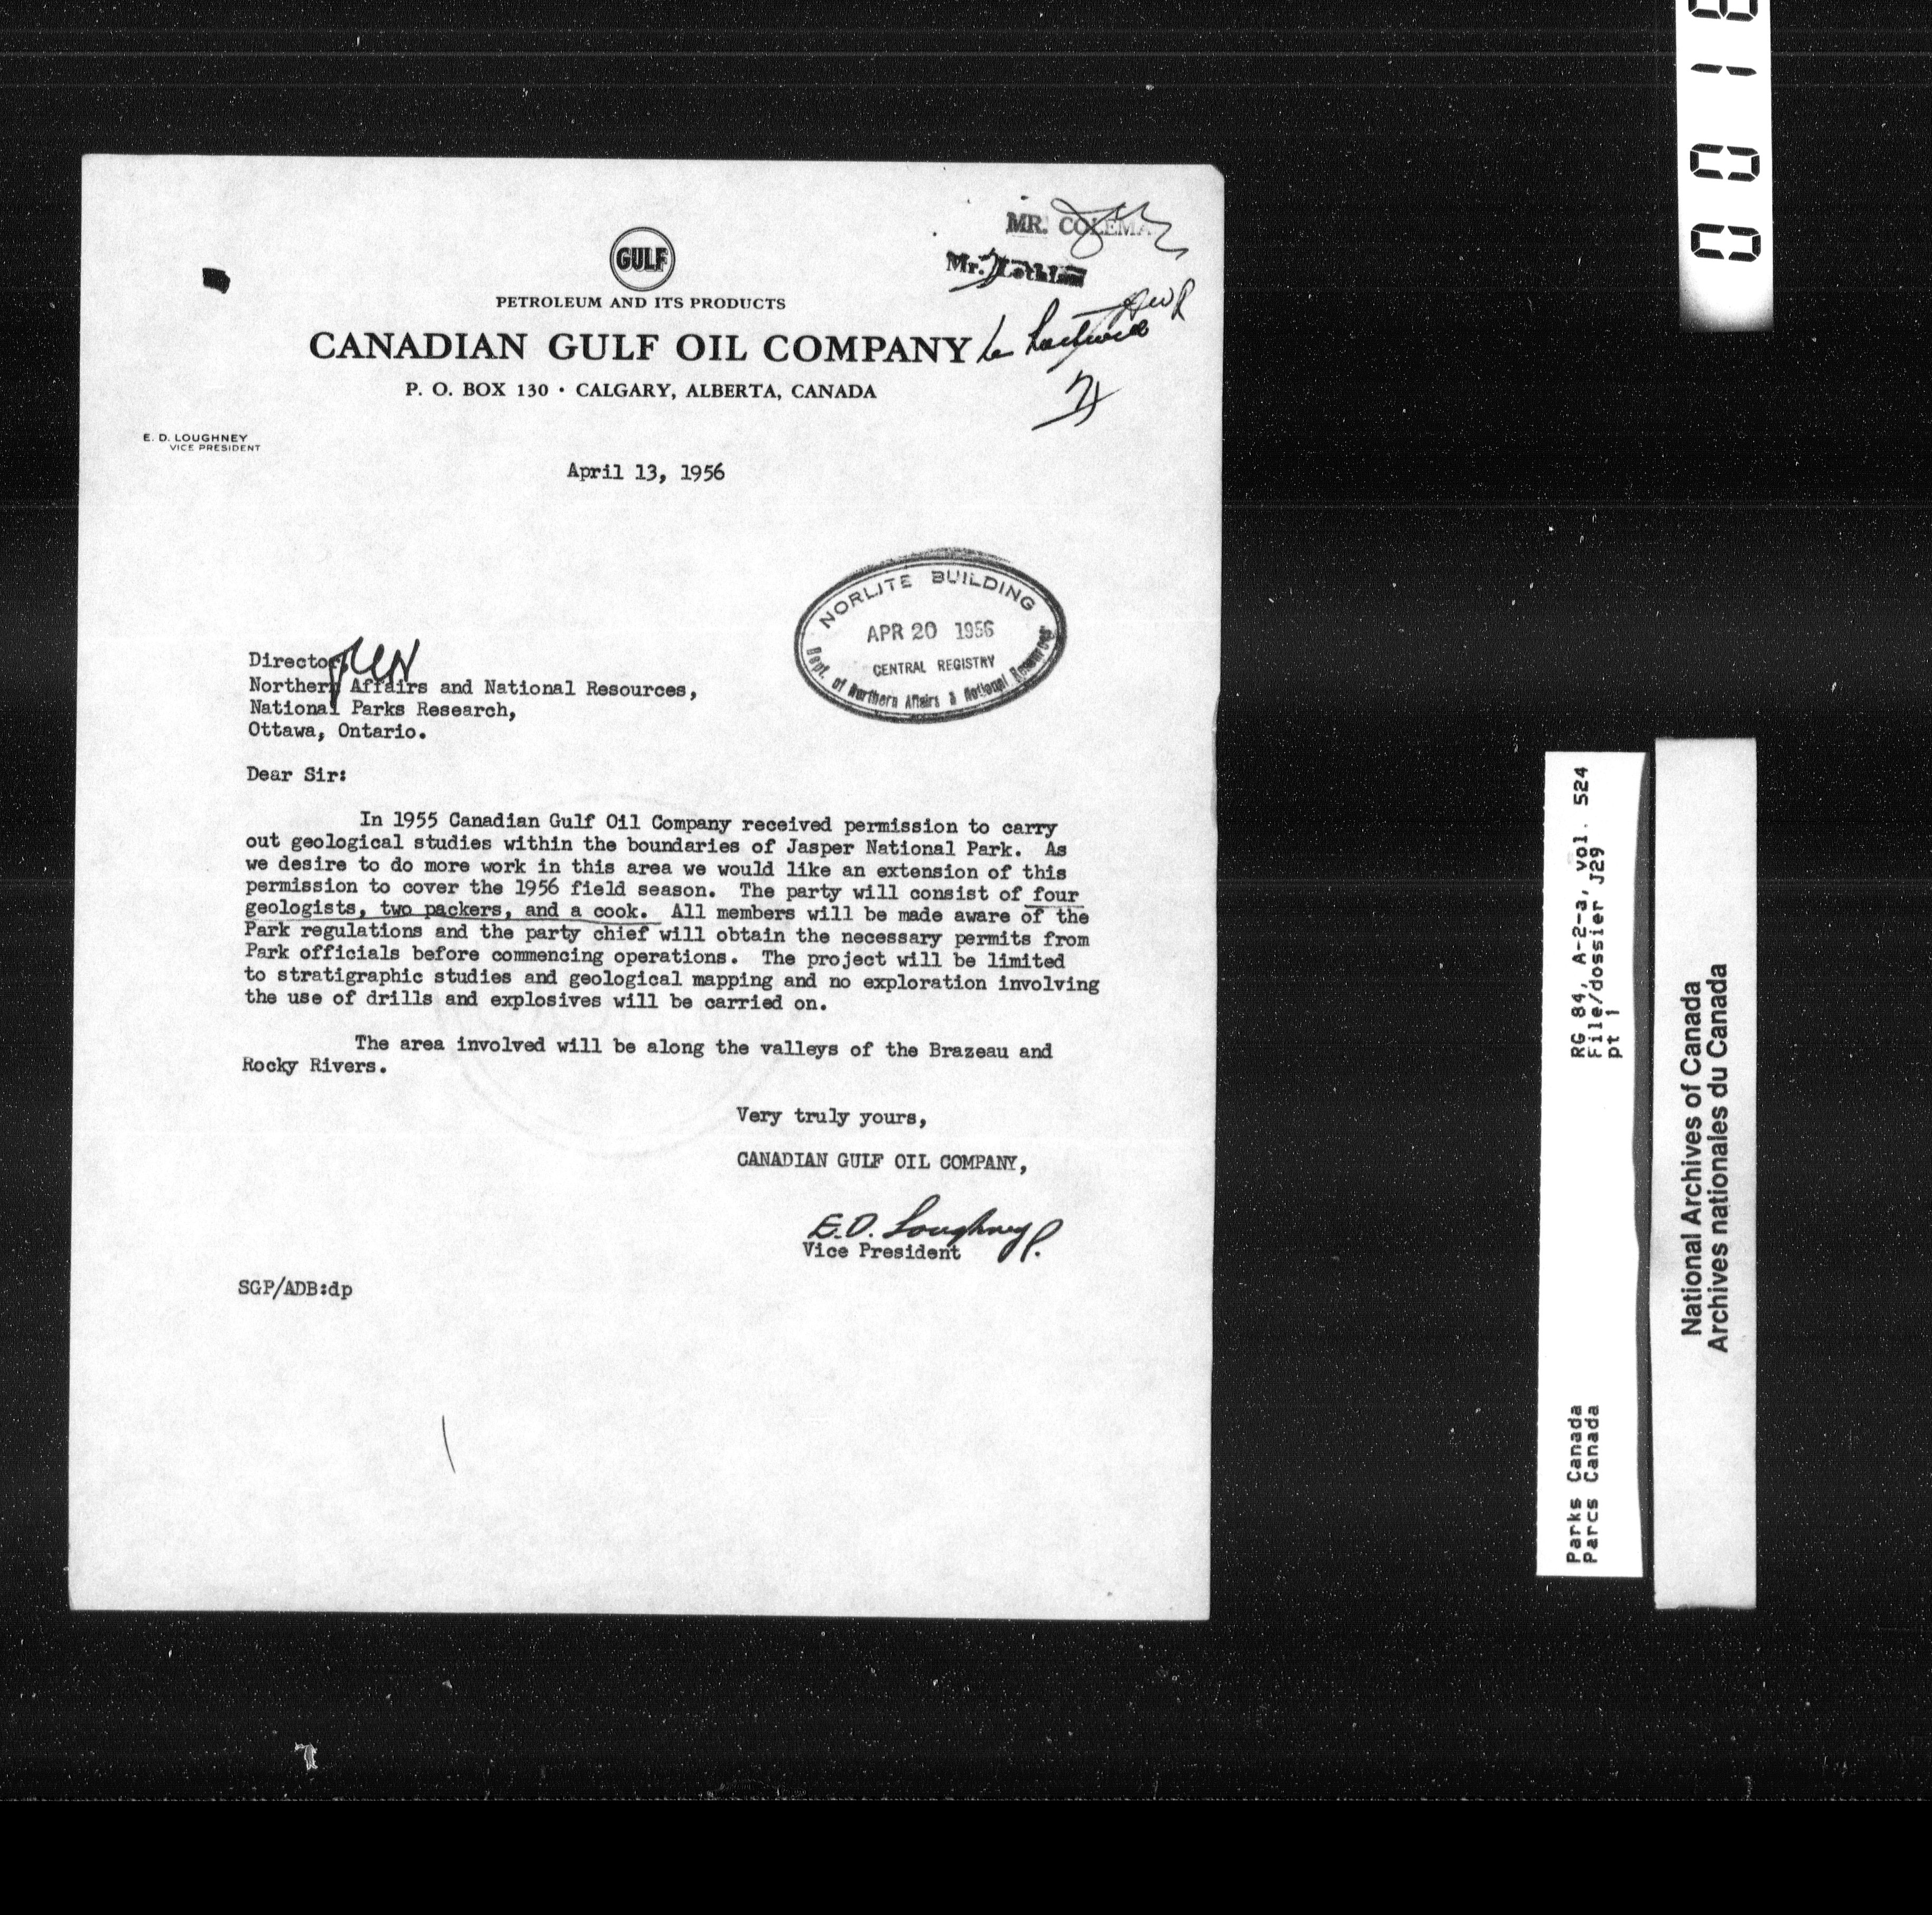 MR. COLEMA
Mr.
GULF
PETROLEUM AND ITS PRODUCTS
CANADIAN GULF OIL COMPANY
P. O. BOX 130 · CALGARY, ALBERTA, CANADA
E. D. LOUGHNEY
VICE PRESIDENT
April 13, 1956
NORLITE BUILDING
APR 20 1956
CENTRAL REGISTRY
Dept. of Northern Affairs & National Resources
Director,
Northern Affairs and National Resources,
National Parks Research,
Ottawa, Ontario.
Dear Sir:
In 1955 Canadian Gulf Oil Company received permission to carry
out geological studies within the boundaries of Jasper National Park. As
we desire to do more work in this area we would like an extension of this
permission to cover the 1956 field season. The party will consist of four
geologists, two packers, and a cook. All members will be made aware of the
Park regulations and the party chief will obtain the necessary permits from
Park officials before commencing operations. The project will be limited
to stratigraphic studies and geological mapping and no exploration involving
the use of drills and explosives will be carried on.
The area involved will be along the valleys of the Brazeau and
Rocky Rivers.
Very truly yours,
CANADIAN GULF OIL COMPANY,
E.D. Loughney
Vice President
SGP/ADB:dp
RG 84, A-2-a, vol. 524
File/dossier J29
pt 1
Parks Canada
Parcs Canada
National Archives of Canada
Archives nationales du Canada